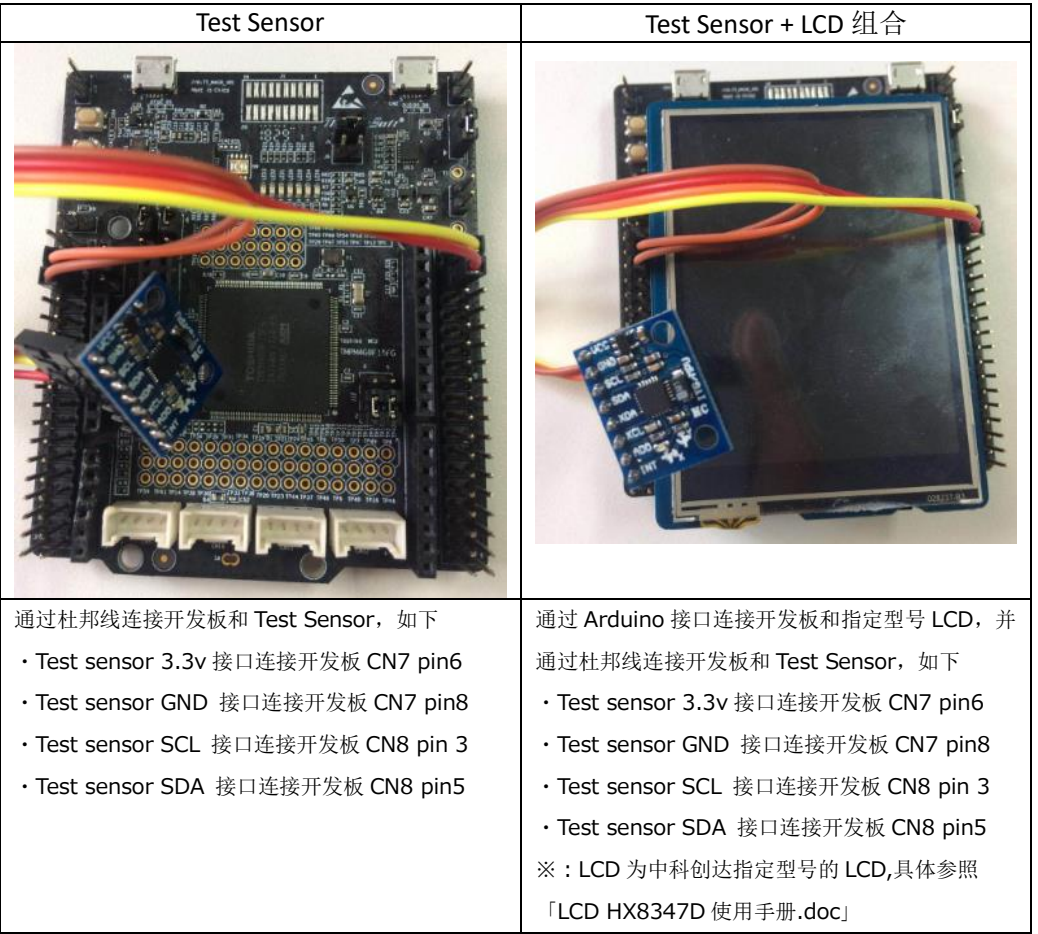 Test Sensor
Test Sensor + LCD 组合
VCC
GND
SCL
SDA
XDA
XCL
ADO
INT
通过杜邦线连接开发板和 Test Sensor，如下
・Test sensor 3.3v 接口连接开发板 CN7 pin6
・Test sensor GND 接口连接开发板 CN7 pin8
・Test sensor SCL 接口连接开发板 CN8 pin 3
・Test sensor SDA 接口连接开发板 CN8 pin5
通过 Arduino 接口连接开发板和指定型号 LCD，并
通过杜邦线连接开发板和 Test Sensor，如下
・Test sensor 3.3v 接口连接开发板 CN7 pin6
・Test sensor GND 接口连接开发板 CN7 pin8
・Test sensor SCL 接口连接开发板 CN8 pin 3
・Test sensor SDA 接口连接开发板 CN8 pin5
※：LCD 为中科创达指定型号的 LCD,具体参照
「LCD HX8347D 使用手册.doc」